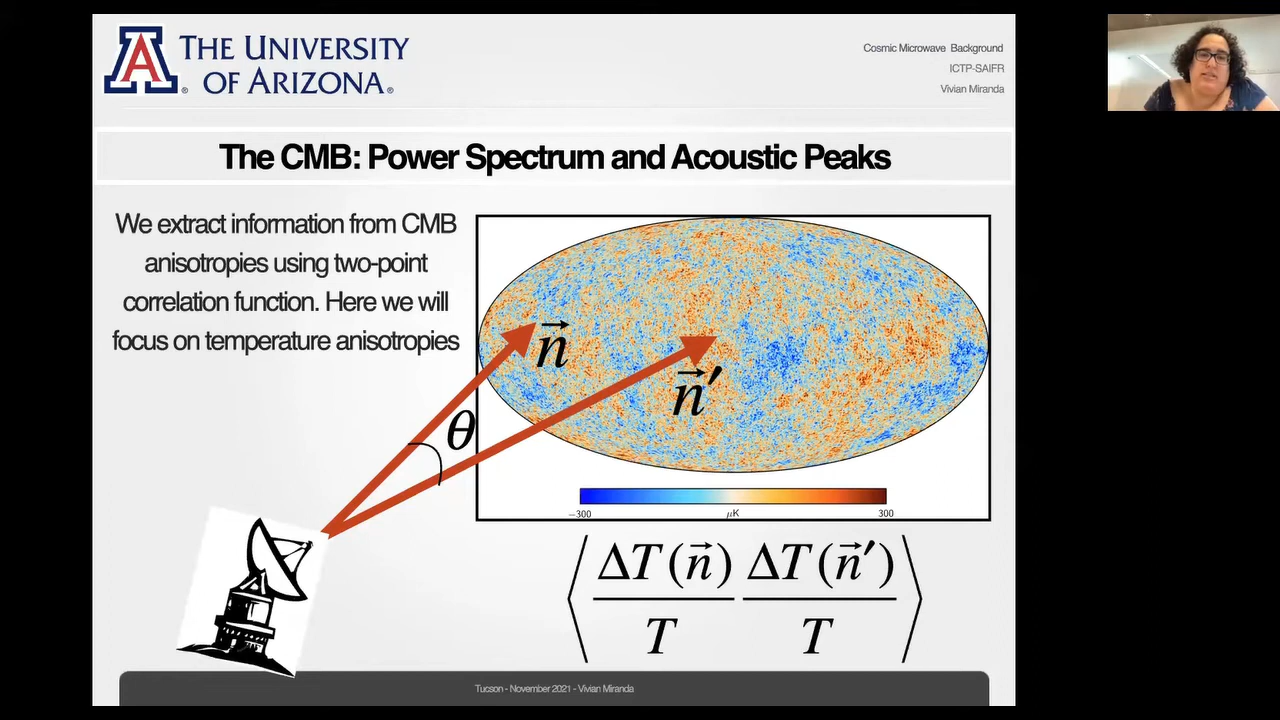 THE UNIVERSITY
OF ARIZONA®
Cosmic Microwave Background
ICTP-SAIFR
Vivian Miranda
The CMB: Power Spectrum and Acoustic Peaks
We extract information from CMB
anisotropies using two-point
correlation function. Here we will
focus on temperature anisotropies
n⃗
n⃗′
θ
−300
μK
300
⟨ ΔT(n⃗)/T ΔT(n⃗′)/T ⟩
Tucson - November 2021 - Vivian Miranda